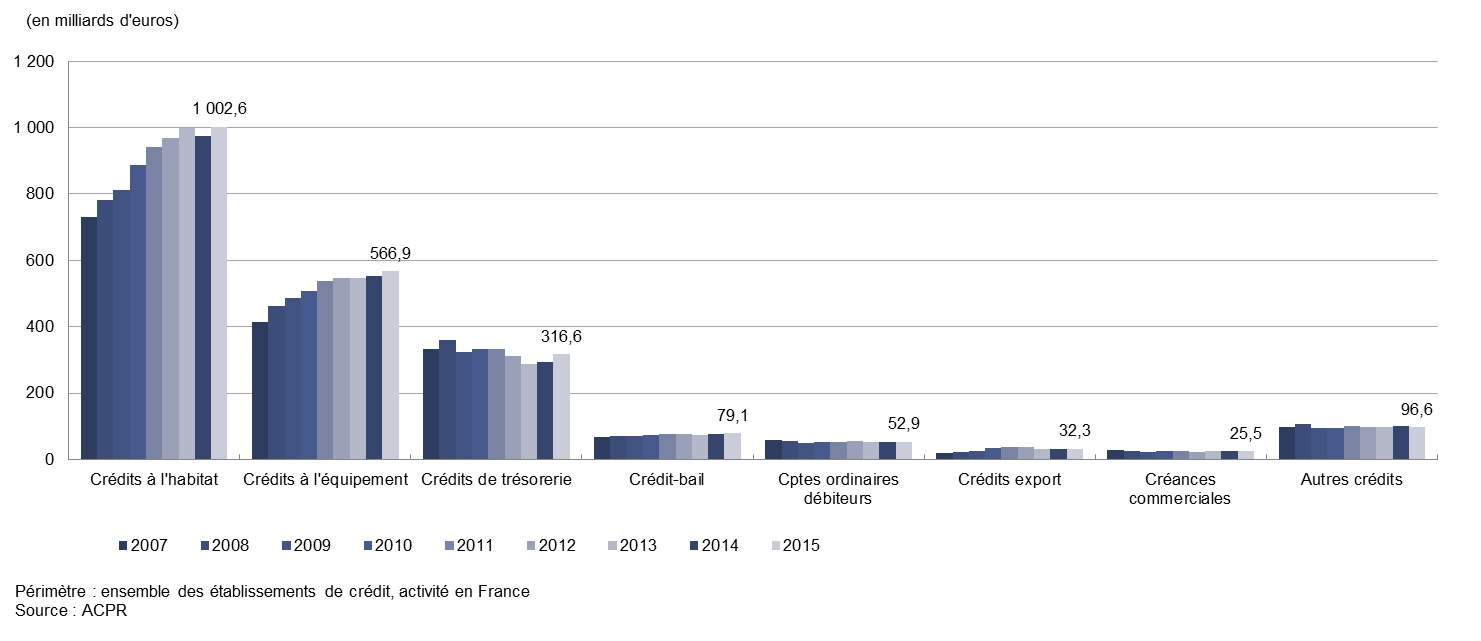 (en milliards d'euros)
1 200
1 000
800
600
400
200
0
1 002,6
566,9
316,6
79,1
52,9
32,3
25,5
96,6
Crédits à l'habitat
Crédits à l'équipement
Crédits de trésorerie
Crédit-bail
Cptes ordinaires
débiteurs
Crédits export
Créances
commerciales
Autres crédits
2007 2008 2009 2010 2011 2012 2013 2014 2015
Périmètre : ensemble des établissements de crédit, activité en France
Source : ACPR